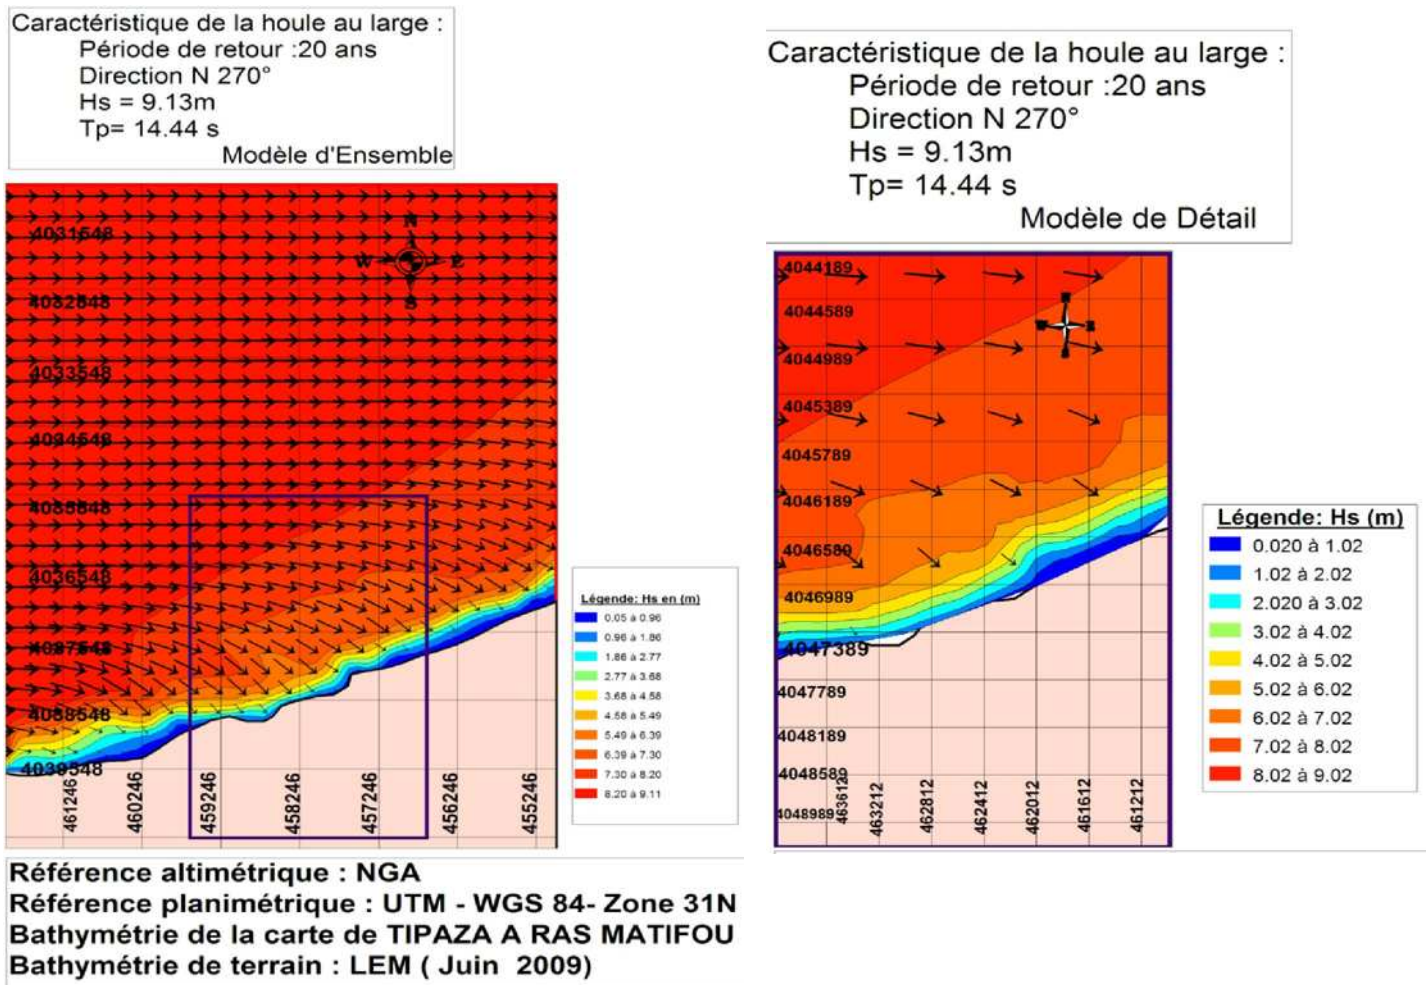 Caractéristique de la houle au large :
Période de retour :20 ans
Direction N 270°
Hs = 9.13m
Tp= 14.44 s
Modèle d'Ensemble
N
W
E
S
4031548
4032548
4033548
4034548
4035548
4036548
4037548
4038548
4039548
461246
460246
459246
458246
457246
456246
455246
Légende: Hs en (m)
0.05 à 0.96
0.96 à 1.86
1.86 à 2.77
2.77 à 3.68
3.68 à 4.58
4.58 à 5.49
5.49 à 6.39
6.39 à 7.30
7.30 à 8.20
8.20 à 9.11
Référence altimétrique : NGA
Référence planimétrique : UTM - WGS 84- Zone 31N
Bathymétrie de la carte de TIPAZA A RAS MATIFOU
Bathymétrie de terrain : LEM ( Juin 2009)
Caractéristique de la houle au large :
Période de retour :20 ans
Direction N 270°
Hs = 9.13m
Tp= 14.44 s
Modèle de Détail
4044189
4044589
4044989
4045389
4045789
4046189
4046589
4046989
4047389
4047789
4048189
4048589
4048989
463612
463212
462812
462412
462012
461612
461212
Légende: Hs (m)
0.020 à 1.02
1.02 à 2.02
2.020 à 3.02
3.02 à 4.02
4.02 à 5.02
5.02 à 6.02
6.02 à 7.02
7.02 à 8.02
8.02 à 9.02